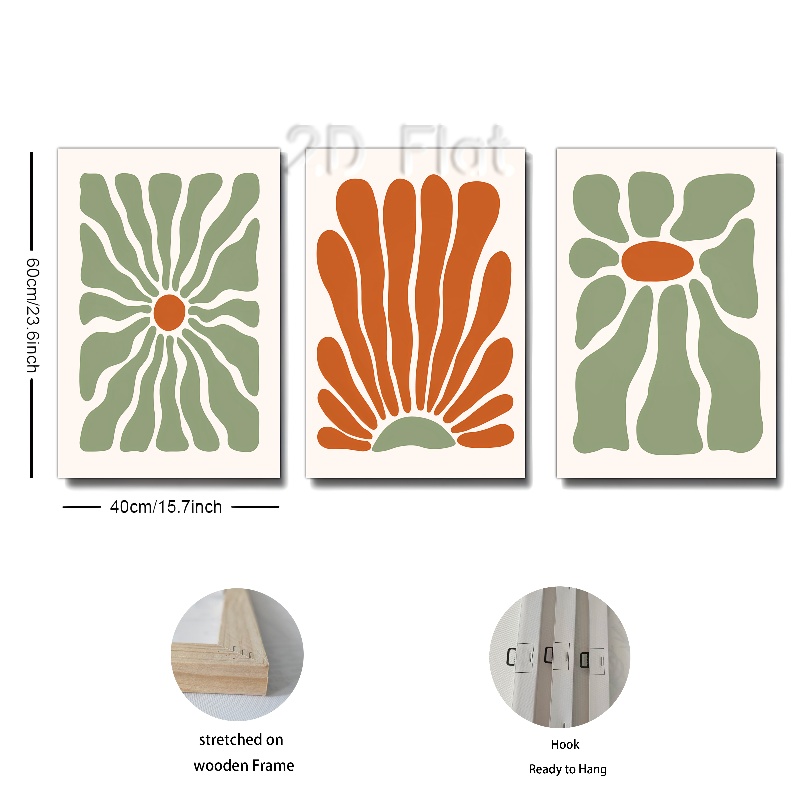 2D Flat
60cm/23.6inch
40cm/15.7inch
stretched on
wooden Frame
Hook
Ready to Hang